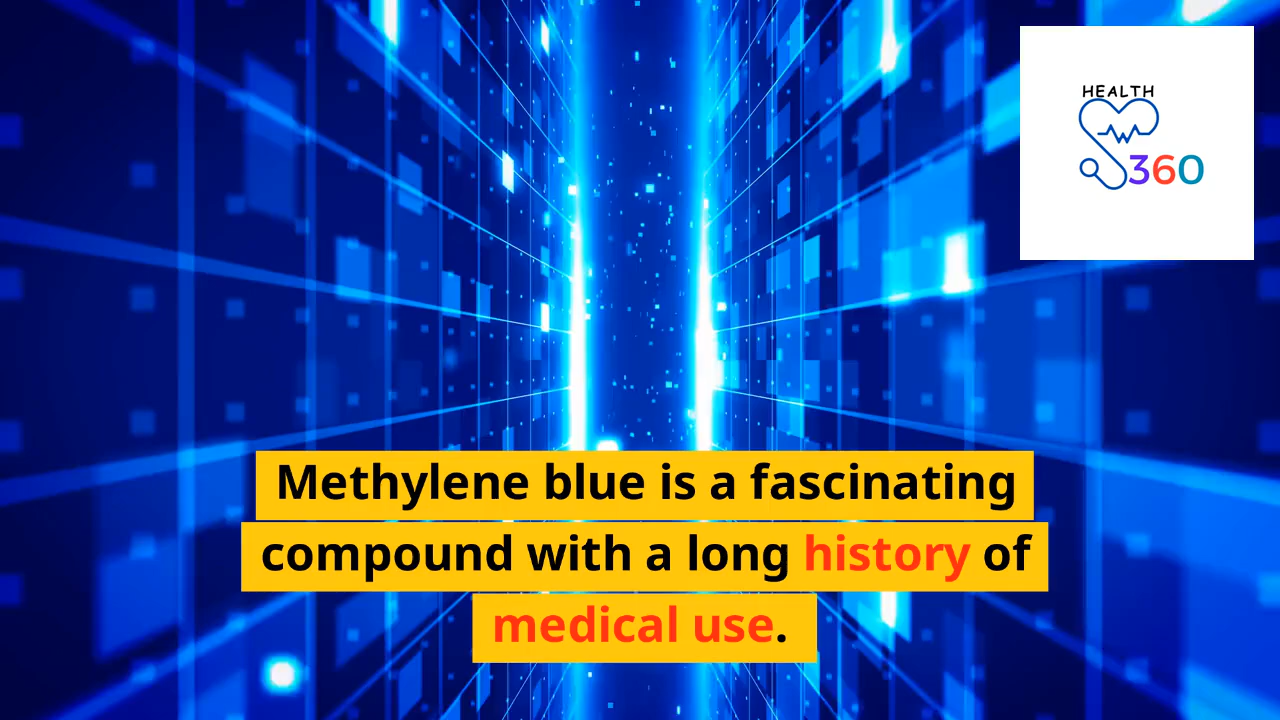 HEALTH
360
Methylene blue is a fascinating
compound with a long history of
medical use.